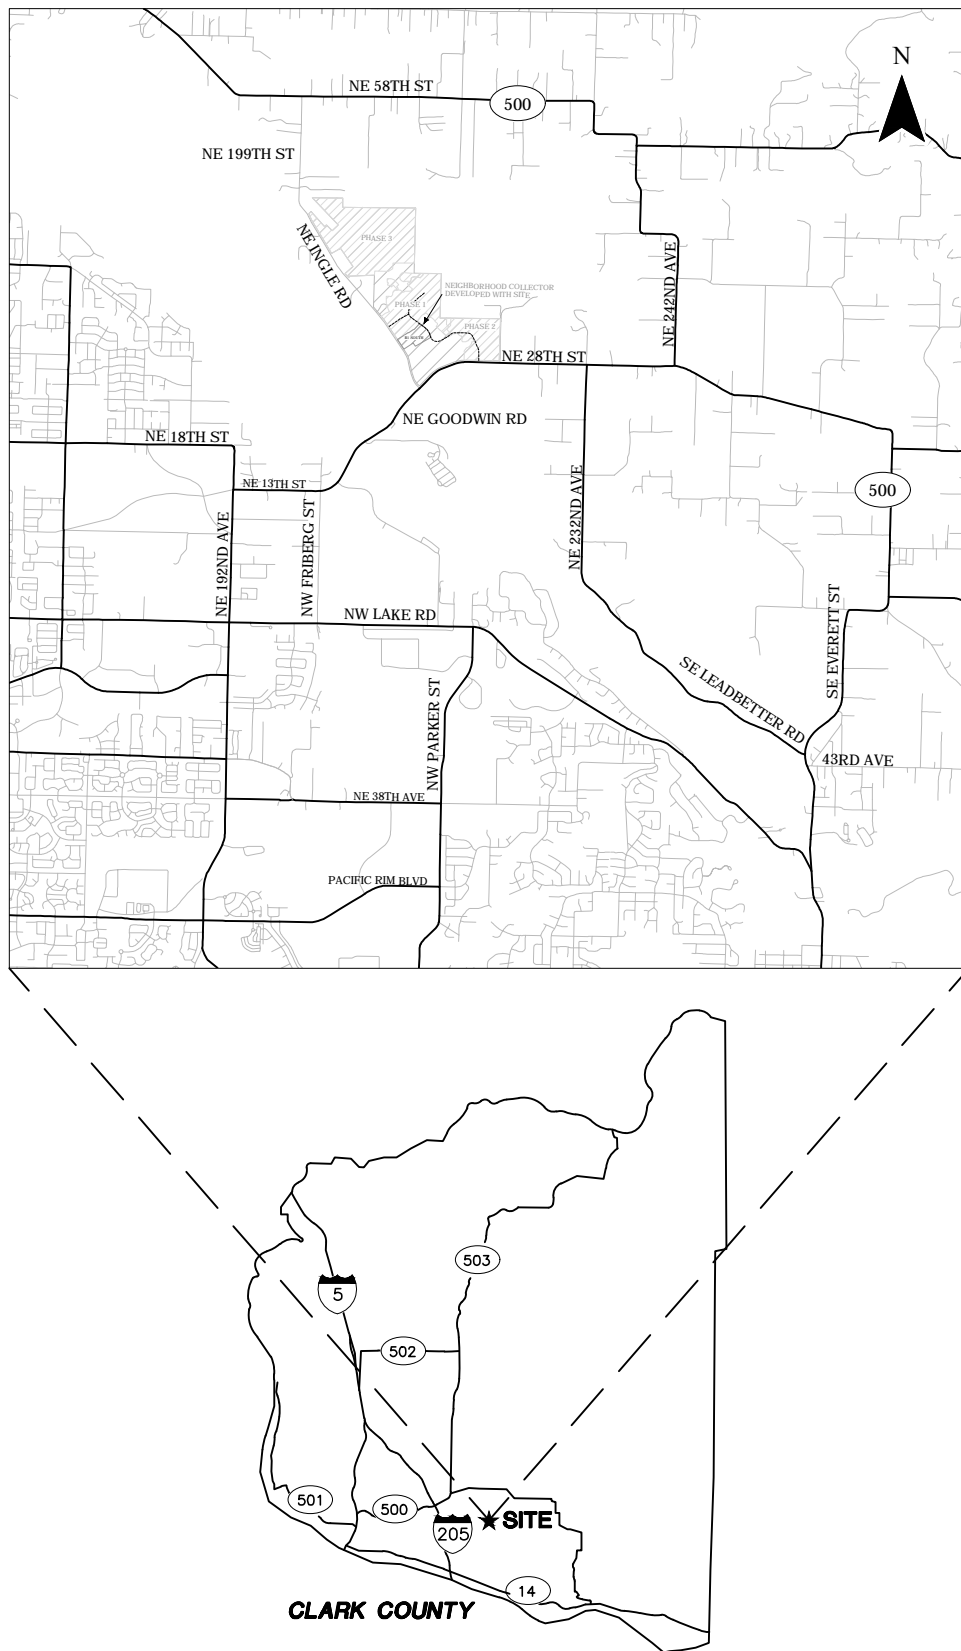 N
NE 58TH ST
500
NE 199TH ST
NE INGLE RD
PHASE 3
NEIGHBORHOOD COLLECTOR
DEVELOPED WITH SITE
PHASE 1
PHASE 2
NE 242ND AVE
NE 28TH ST
NE GOODWIN RD
NE 18TH ST
NE 13TH ST
500
NE 192ND AVE
NW FRIBERG ST
NE 232ND AVE
NW LAKE RD
SE EVERETT ST
SE LEADBETTER RD
NW PARKER ST
43RD AVE
NE 38TH AVE
PACIFIC RIM BLVD
503
5
502
501
500
205
SITE
14
CLARK COUNTY